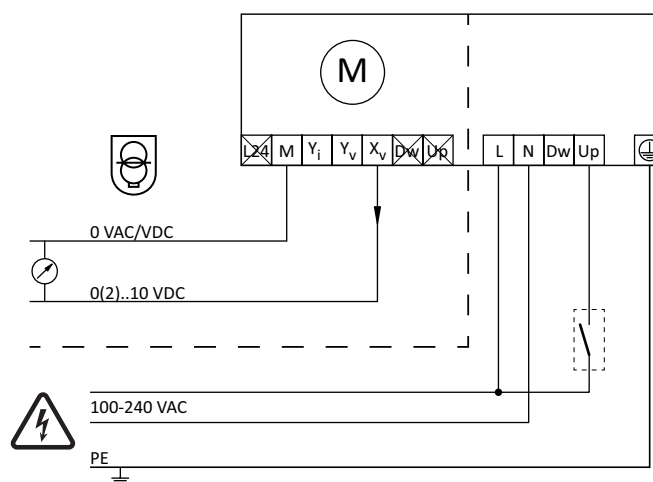 M
L24 M Yi Yv Xv Dw Up L N Dw Up
0 VAC/VDC
0(2)..10 VDC
100-240 VAC
PE